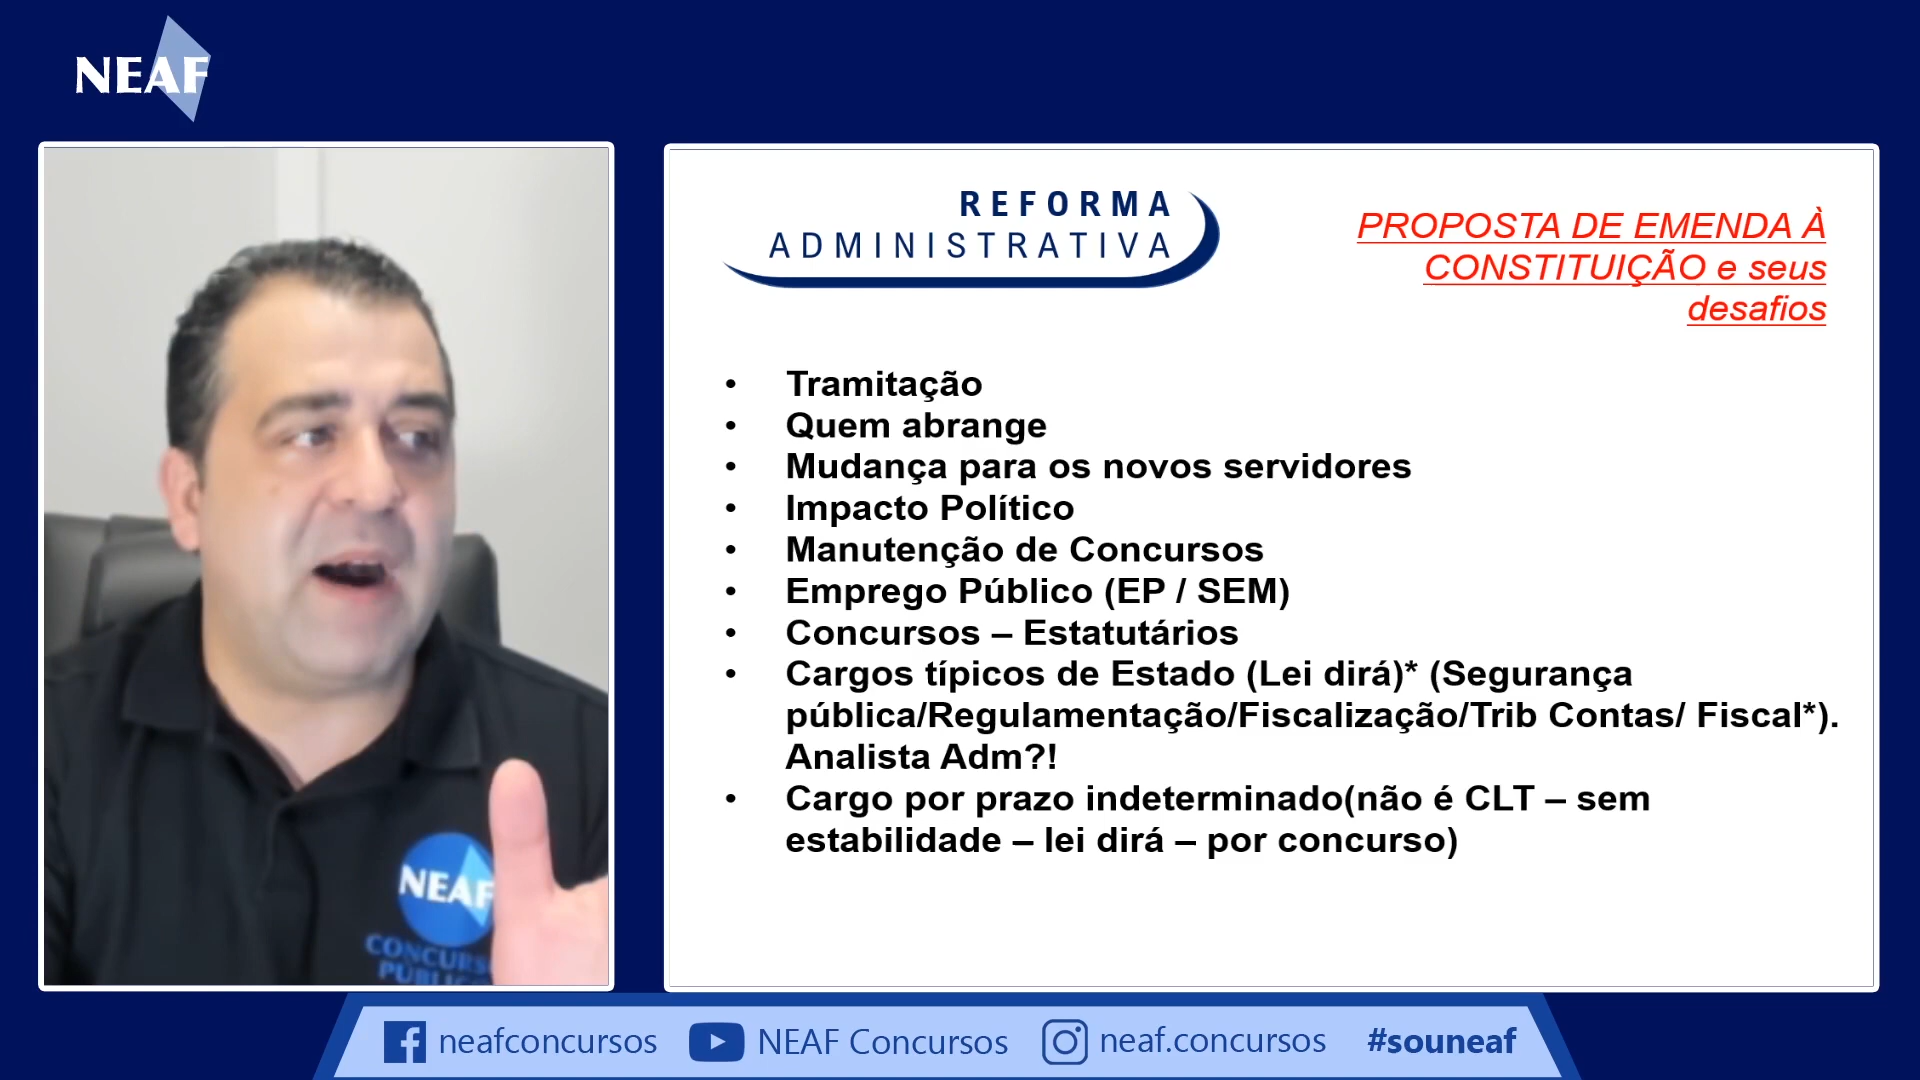 NEAF
REFORMA
ADMINISTRATIVA
PROPOSTA DE EMENDA À
CONSTITUIÇÃO e seus
desafios
• Tramitação
• Quem abrange
• Mudança para os novos servidores
• Impacto Político
• Manutenção de Concursos
• Emprego Público (EP / SEM)
• Concursos – Estatutários
• Cargos típicos de Estado (Lei dirá)* (Segurança
pública/Regulamentação/Fiscalização/Trib Contas/ Fiscal*).
Analista Adm?!
• Cargo por prazo indeterminado(não é CLT – sem
estabilidade – lei dirá – por concurso)
NEAF
neafconcursos
NEAF Concursos
neaf.concursos
#souneaf